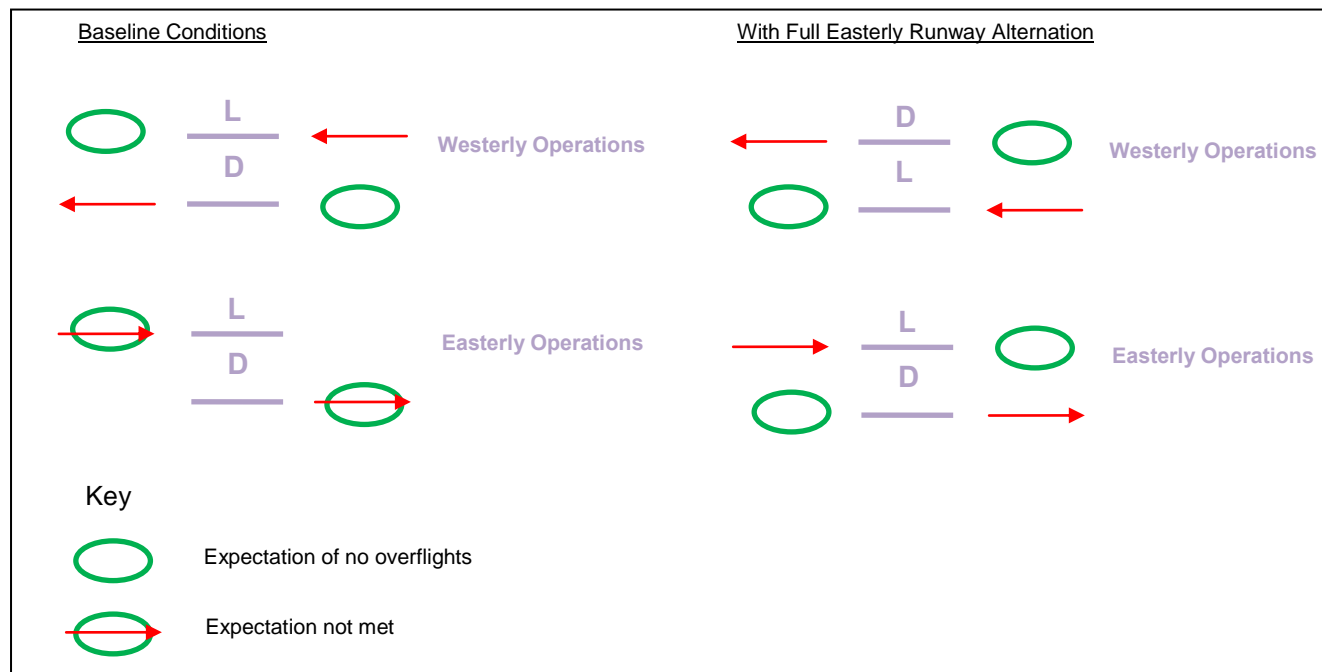 Baseline Conditions
L
Westerly Operations
D
L
Easterly Operations
D
With Full Easterly Runway Alternation
D
Westerly Operations
L
L
Easterly Operations
D
Key
Expectation of no overflights
Expectation not met